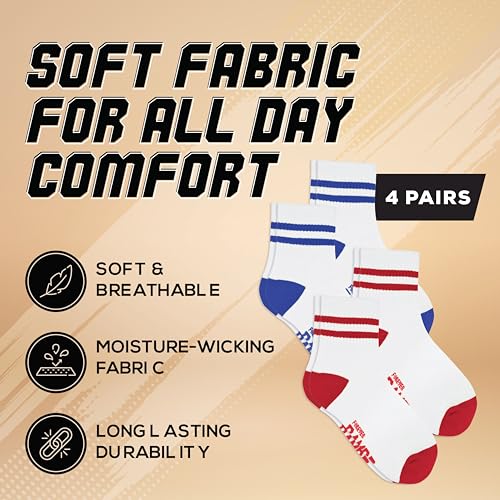 SOFT FABRIC
FOR ALL DAY
COMFORT
4 PAIRS
SOFT &
BREATHABLE
MOISTURE-WICKING
FABRIC
LONG LASTING
DURABILITY